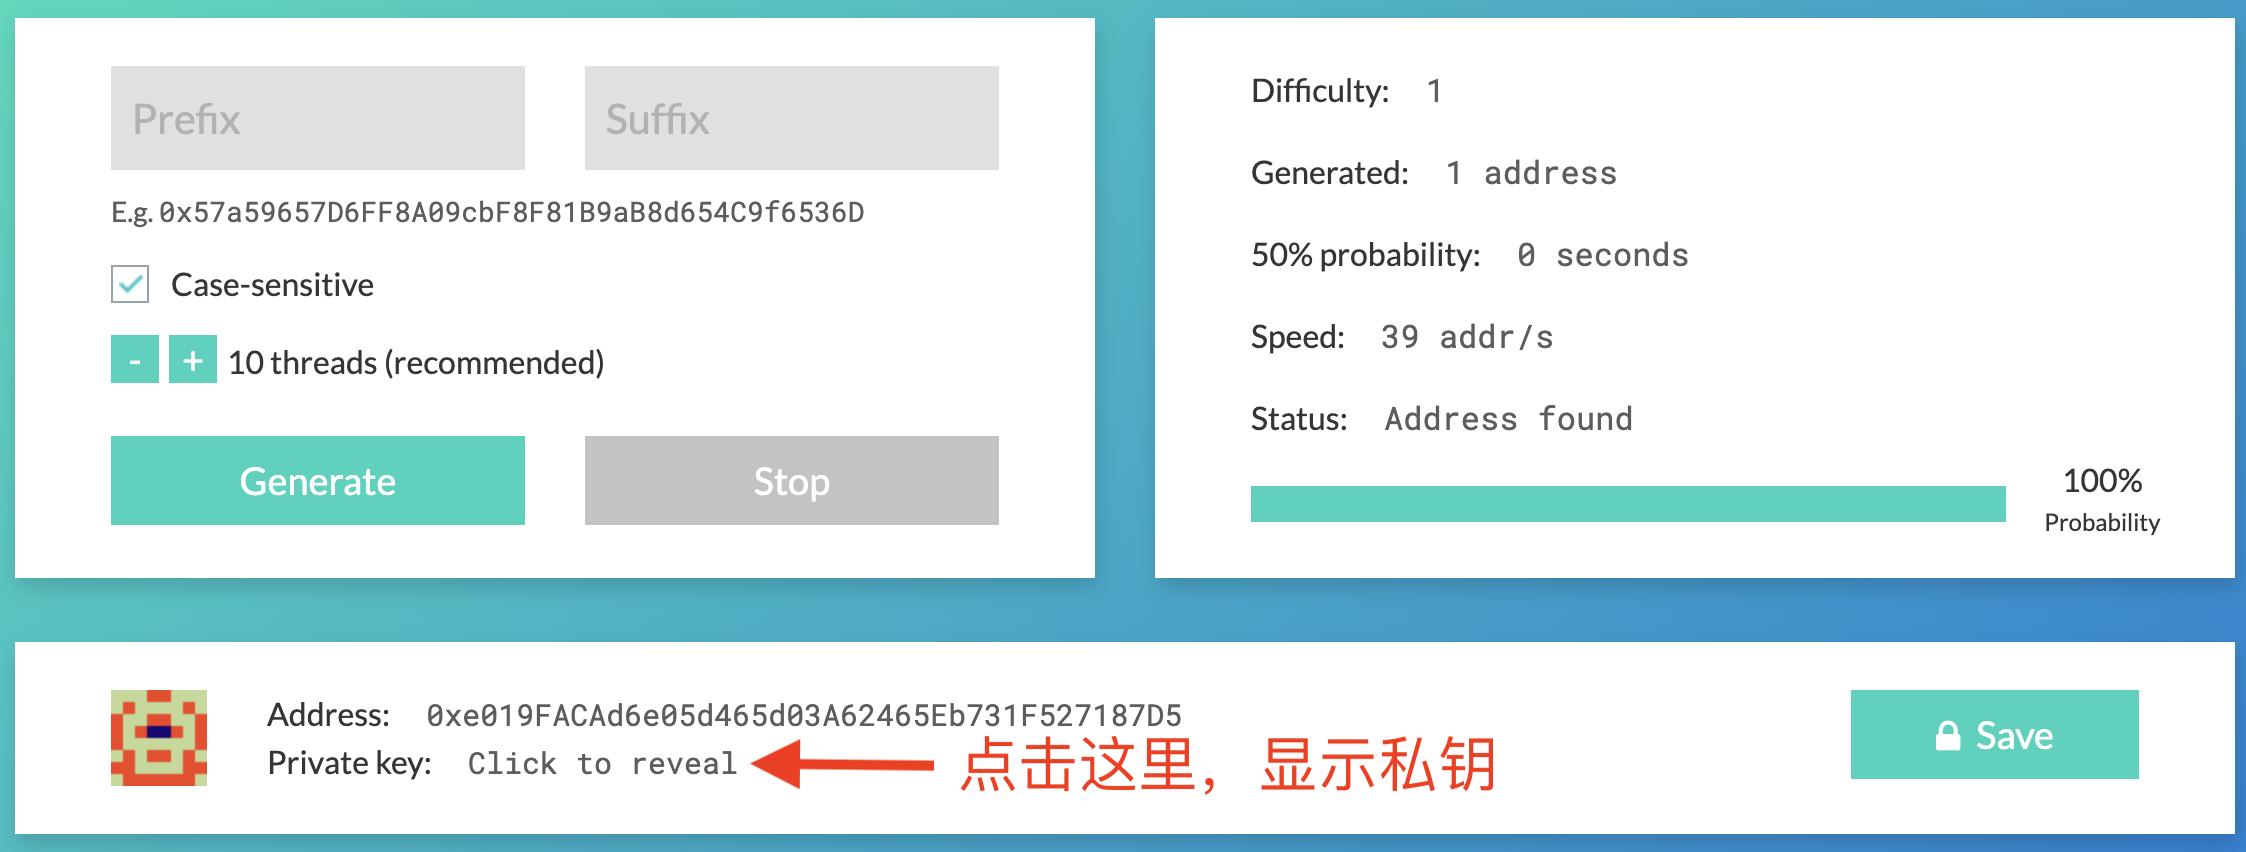 Prefix
Suffix
E.g. 0x57a59657D6FF8A09cbF8F81B9aB8d654C9f6536D
Case-sensitive
- + 10 threads (recommended)
Generate
Stop
Difficulty: 1
Generated: 1 address
50% probability: 0 seconds
Speed: 39 addr/s
Status: Address found
100%
Probability
Address: 0xe019FACAd6e05d465d03A62465Eb731F527187D5
Private key: Click to reveal
点击这里，显示私钥
Save